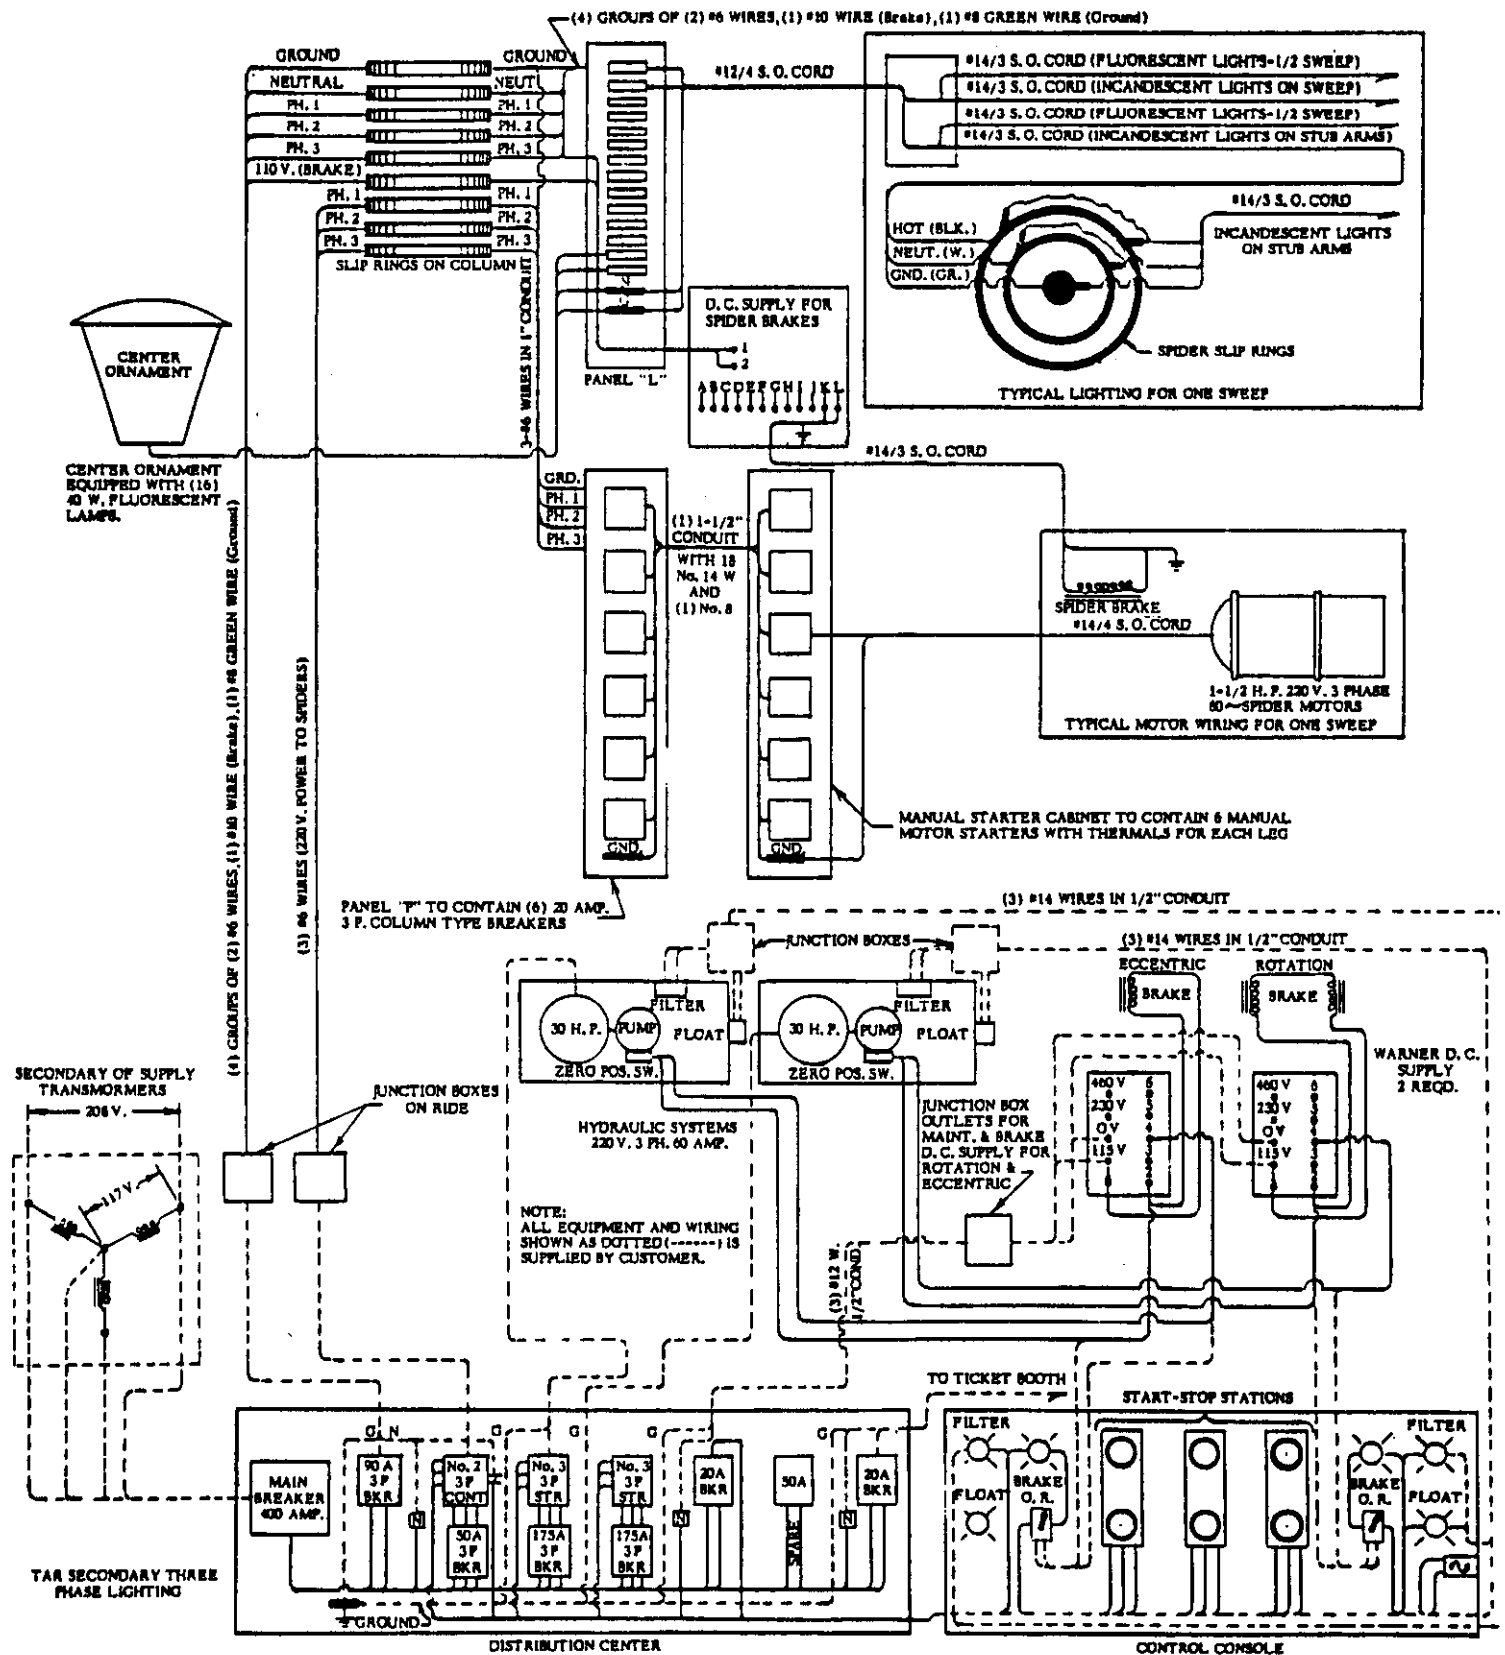 (4) GROUPS OF (2) #6 WIRES, (1) #10 WIRE (Brake), (1) #8 GREEN WIRE (Ground)
GROUND
GROUND
NEUTRAL
NEUT.
PH. 1
PH. 1
PH. 2
PH. 2
PH. 3
PH. 3
110 V. (BRAKE)
PH. 1
PH. 1
PH. 2
PH. 2
PH. 3
PH. 3
SLIP RINGS ON COLUMN
3-#6 WIRES IN 1" CONDUIT
PANEL "L"
#12/4 S. O. CORD
#14/3 S. O. CORD (FLUORESCENT LIGHTS-1/2 SWEEP)
#14/3 S. O. CORD (INCANDESCENT LIGHTS ON SWEEP)
#14/3 S. O. CORD (FLUORESCENT LIGHTS-1/2 SWEEP)
#14/3 S. O. CORD (INCANDESCENT LIGHTS ON STUB ARMS)
#14/3 S. O. CORD
HOT (BLK.)
NEUT. (W.)
GND. (GR.)
INCANDESCENT LIGHTS
ON STUB ARMS
SPIDER SLIP RINGS
TYPICAL LIGHTING FOR ONE SWEEP
D. C. SUPPLY FOR
SPIDER BRAKES
1
2
A B C D E F G H I J K L
CENTER
ORNAMENT
CENTER ORNAMENT
EQUIPPED WITH (16)
40 W. FLUORESCENT
LAMPS.
(4) GROUPS OF (2) #6 WIRES, (1) #10 WIRE (Brake), (1) #8 GREEN WIRE (Ground)
(3) #6 WIRES (220 V. POWER TO SPIDERS)
GRD.
PH. 1
PH. 2
PH. 3
(1) 1-1/2"
CONDUIT
WITH 18
No. 14 W
AND
(1) No. 8
#14/3 S. O. CORD
SPIDER BRAKE
#14/4 S. O. CORD
1-1/2 H. P. 220 V. 3 PHASE
60~SPIDER MOTORS
TYPICAL MOTOR WIRING FOR ONE SWEEP
MANUAL STARTER CABINET TO CONTAIN 6 MANUAL
MOTOR STARTERS WITH THERMALS FOR EACH LEG
GND.
GND.
PANEL "P" TO CONTAIN (6) 20 AMP.
3 P. COLUMN TYPE BREAKERS
(3) #14 WIRES IN 1/2" CONDUIT
(3) #14 WIRES IN 1/2" CONDUIT
JUNCTION BOXES
ECCENTRIC
BRAKE
ROTATION
BRAKE
FILTER
30 H. P.
PUMP
FLOAT
ZERO POS. SW.
FILTER
30 H. P.
PUMP
FLOAT
ZERO POS. SW.
HYDRAULIC SYSTEMS
220 V. 3 PH. 60 AMP.
WARNER D. C.
SUPPLY
2 REQD.
460 V
230 V
0 V
115 V
460 V
230 V
0 V
115 V
JUNCTION BOX
OUTLETS FOR
MAINT. & BRAKE
D. C. SUPPLY FOR
ROTATION &
ECCENTRIC
SECONDARY OF SUPPLY
TRANSMORMERS
208 V.
117 V.
JUNCTION BOXES
ON RIDE
NOTE:
ALL EQUIPMENT AND WIRING
SHOWN AS DOTTED (------) IS
SUPPLIED BY CUSTOMER.
(3) #12 W.
1/2" COND.
TO TICKET BOOTH
START-STOP STATIONS
G N
G
G
G
G
MAIN
BREAKER
400 AMP.
90 A
3 P
BKR
No. 2
3 P
CONT
50A
3 P
BKR
No. 3
3 P
STR
175A
3 P
BKR
No. 3
3 P
STR
175A
3 P
BKR
20A
BKR
50A
SPARE
20A
BKR
N
N
N
GROUND
DISTRIBUTION CENTER
TAR SECONDARY THREE
PHASE LIGHTING
FILTER
FLOAT
BRAKE
O. R.
BRAKE
O. R.
FILTER
FLOAT
CONTROL CONSOLE